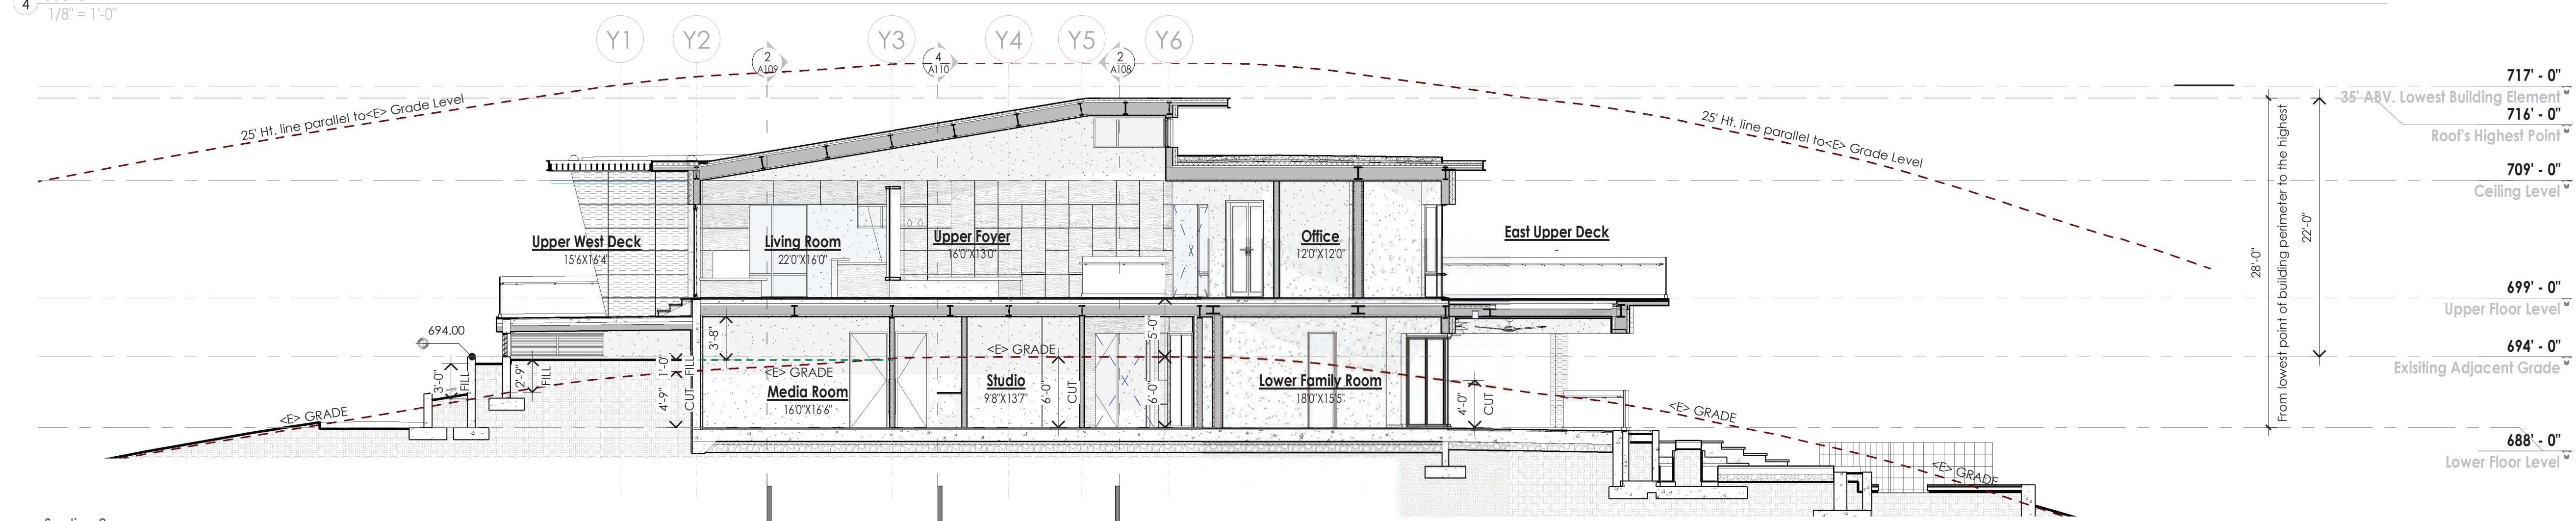 4
1/8" = 1'-0"
Y1
Y2
Y3
Y4
Y5
Y6
2
A109
4
A110
2
A108
717' - 0"
35' ABV. Lowest Building Element
716' - 0"
Roof's Highest Point
709' - 0"
Ceiling Level
699' - 0"
Upper Floor Level
694' - 0"
Exisiting Adjacent Grade
688' - 0"
Lower Floor Level
25' Ht. line parallel to<E> Grade Level
25' Ht. line parallel to<E> Grade Level
From lowest point of building perimeter to the highest
28'-0"
22'-0"
Upper West Deck
15'6X16'4"
Living Room
22'0"X16'0"
Upper Foyer
16'0"X13'0"
Office
12'0"X12'0"
East Upper Deck
-
694.00
3'-0"
FILL
2'-9"
FILL
1'-0"
FILL
4'-9"
CUT
3'-8"
<E> GRADE
<E> GRADE
<E> GRADE
Media Room
16'0"X16'6"
Studio
9'8"X13'7"
6'-0"
CUT
5'-0"
6'-0"
Lower Family Room
18'0"X15'5"
4'-0"
CUT
<E> GRADE
<E> GRADE